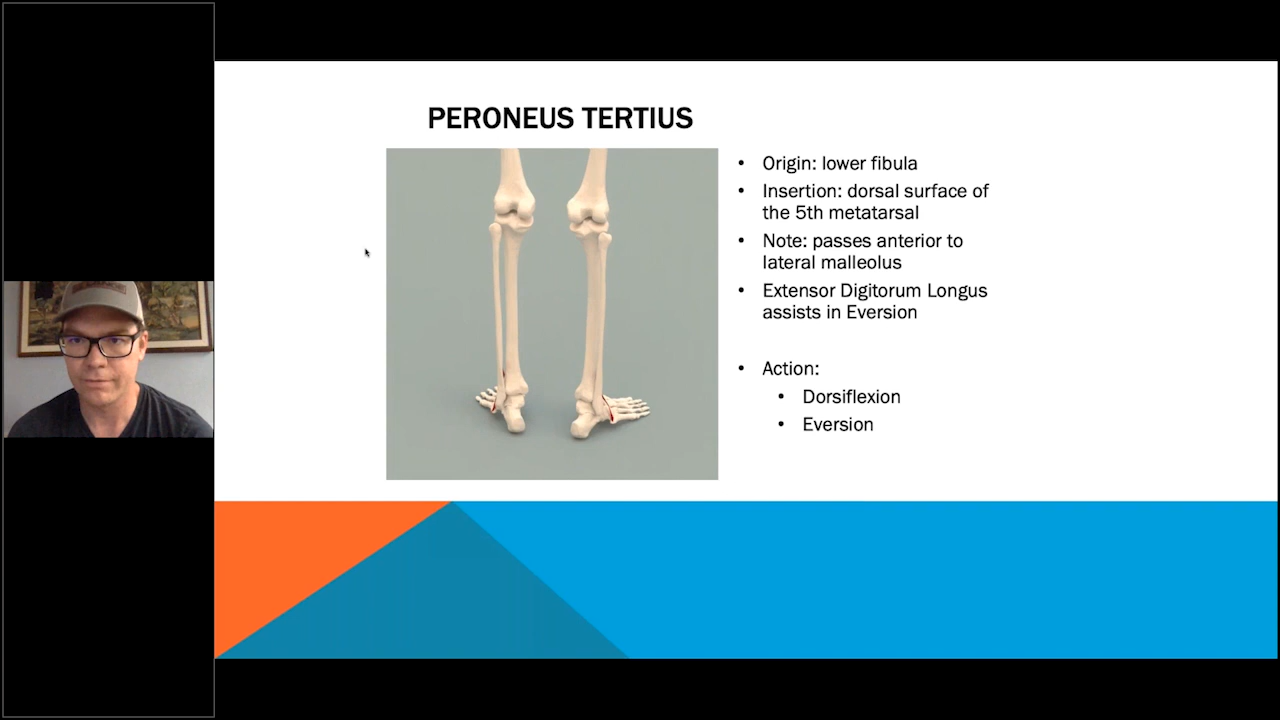 PERONEUS TERTIUS
• Origin: lower fibula
• Insertion: dorsal surface of
the 5th metatarsal
• Note: passes anterior to
lateral malleolus
• Extensor Digitorum Longus
assists in Eversion
• Action:
• Dorsiflexion
• Eversion